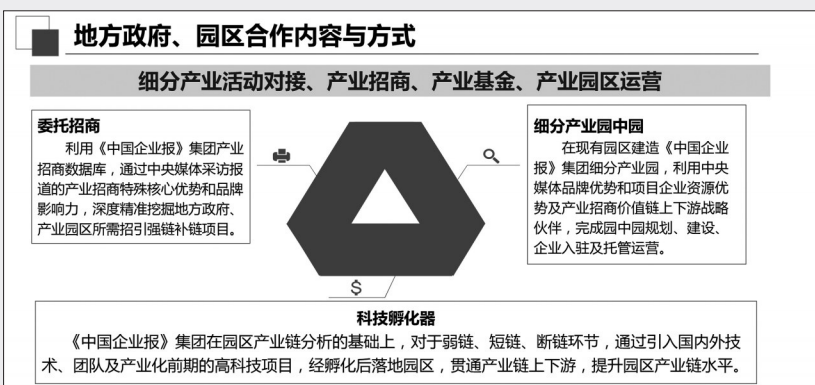 地方政府、园区合作内容与方式
细分产业活动对接、产业招商、产业基金、产业园区运营
委托招商
利用《中国企业报》集团产业
招商数据库，通过中央媒体采访报
道的产业招商特殊核心优势和品牌
影响力，深度精准挖掘地方政府、
产业园区所需招引强链补链项目。
细分产业园中园
在现有园区建造《中国企业
报》集团细分产业园，利用中央
媒体品牌优势和项目企业资源优
势及产业招商价值链上下游战略
伙伴，完成园中园规划、建设、
企业入驻及托管运营。
$
科技孵化器
《中国企业报》集团在园区产业链分析的基础上，对于弱链、短链、断链环节，通过引入国内外技
术、团队及产业化前期的高科技项目，经孵化后落地园区，贯通产业链上下游，提升园区产业链水平。